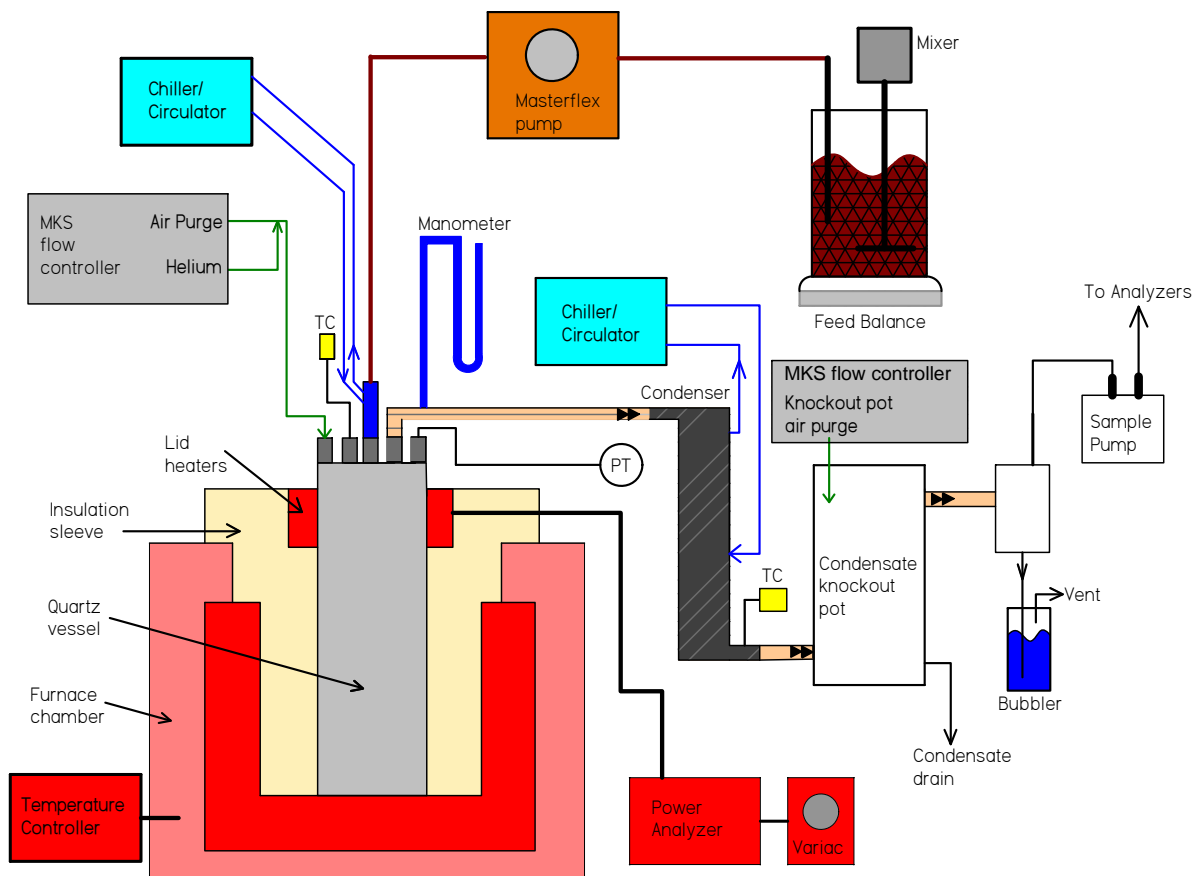 Mixer
Chiller/
Circulator
Masterflex
pump
MKS
flow
controller
Air Purge
Helium
Manometer
Chiller/
Circulator
Feed Balance
To Analyzers
TC
Condenser
MKS flow controller
Knockout pot
air purge
Sample
Pump
Lid
heaters
PT
Insulation
sleeve
TC
Condensate
knockout
pot
Vent
Quartz
vessel
Bubbler
Furnace
chamber
Condensate
drain
Temperature
Controller
Power
Analyzer
Variac